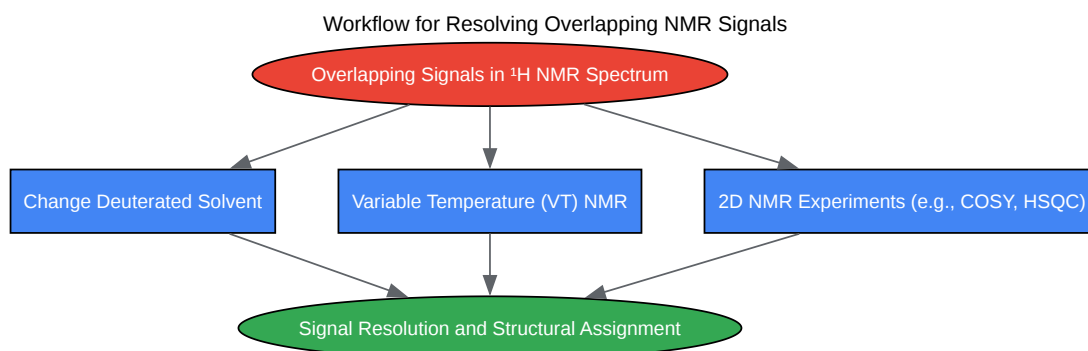 Workflow for Resolving Overlapping NMR Signals
Overlapping Signals in ¹H NMR Spectrum
Change Deuterated Solvent
Variable Temperature (VT) NMR
2D NMR Experiments (e.g., COSY, HSQC)
Signal Resolution and Structural Assignment